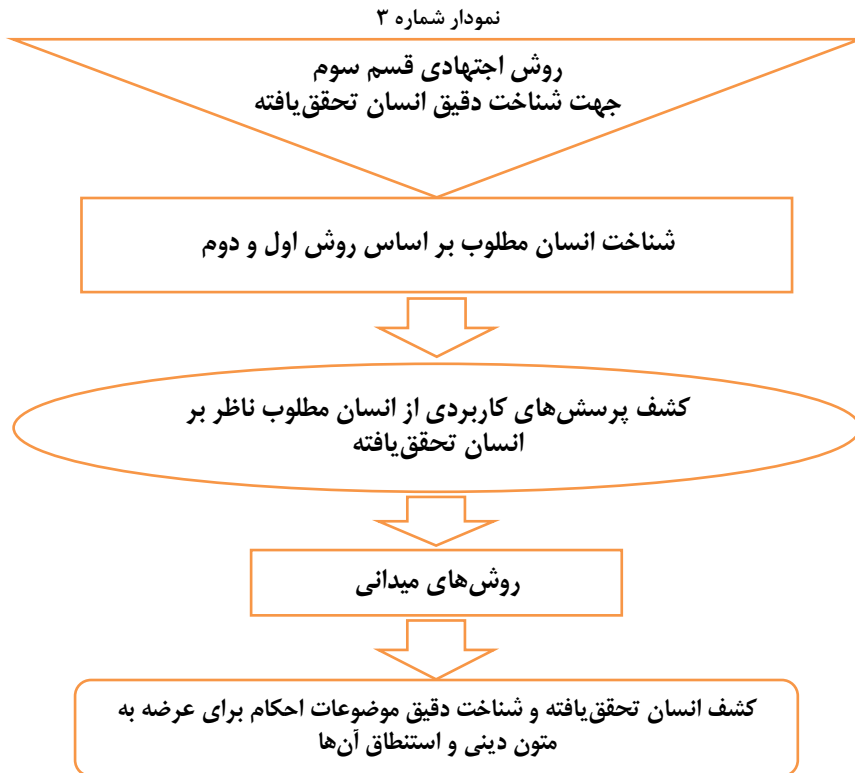 نمودار شماره ۳
روش اجتهادی قسم سوم
جهت شناخت دقیق انسان تحقق‌یافته
شناخت انسان مطلوب بر اساس روش اول و دوم
کشف پرسش‌های کاربردی از انسان مطلوب ناظر بر
انسان تحقق‌یافته
روش‌های میدانی
کشف انسان تحقق‌یافته و شناخت دقیق موضوعات احکام برای عرضه به
متون دینی و استنطاق آن‌ها